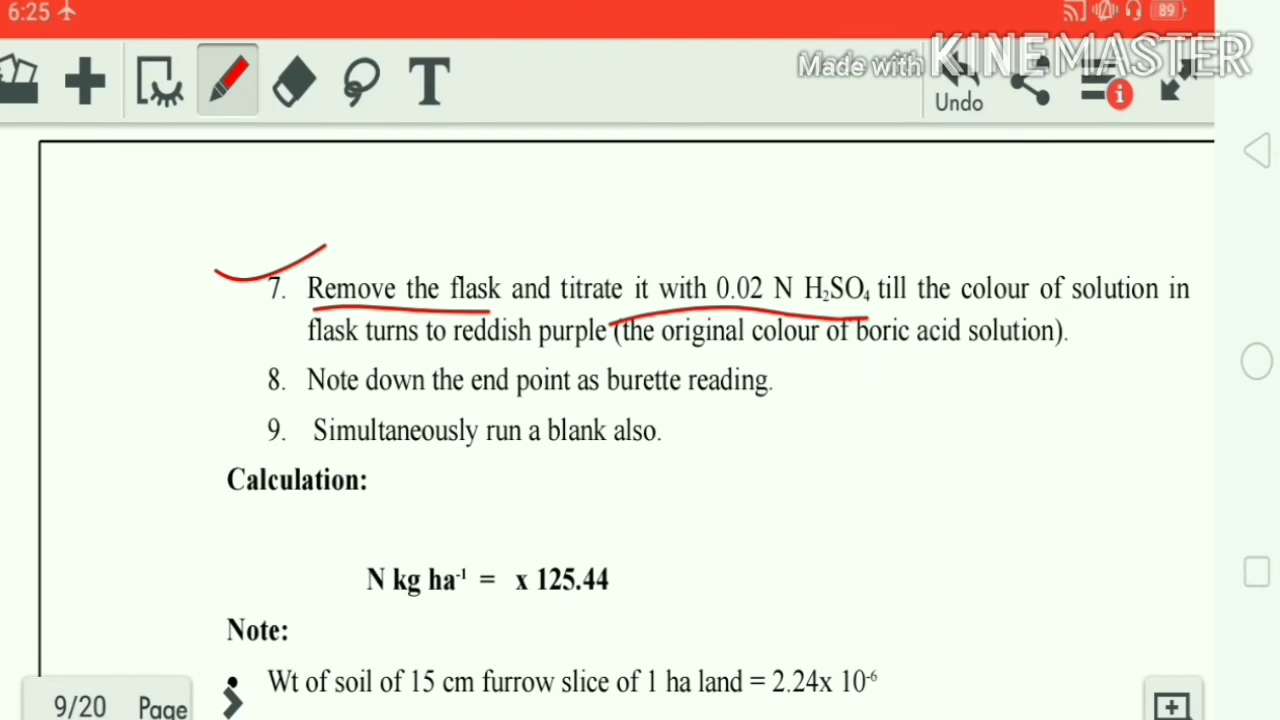 6:25
89
Made with KINEMASTER
T
Undo
7. Remove the flask and titrate it with 0.02 N H₂SO₄ till the colour of solution in
flask turns to reddish purple (the original colour of boric acid solution).
8. Note down the end point as burette reading.
9. Simultaneously run a blank also.
Calculation:
N kg ha⁻¹ = x 125.44
Note:
• Wt of soil of 15 cm furrow slice of 1 ha land = 2.24x 10⁻⁶
9/20 Page